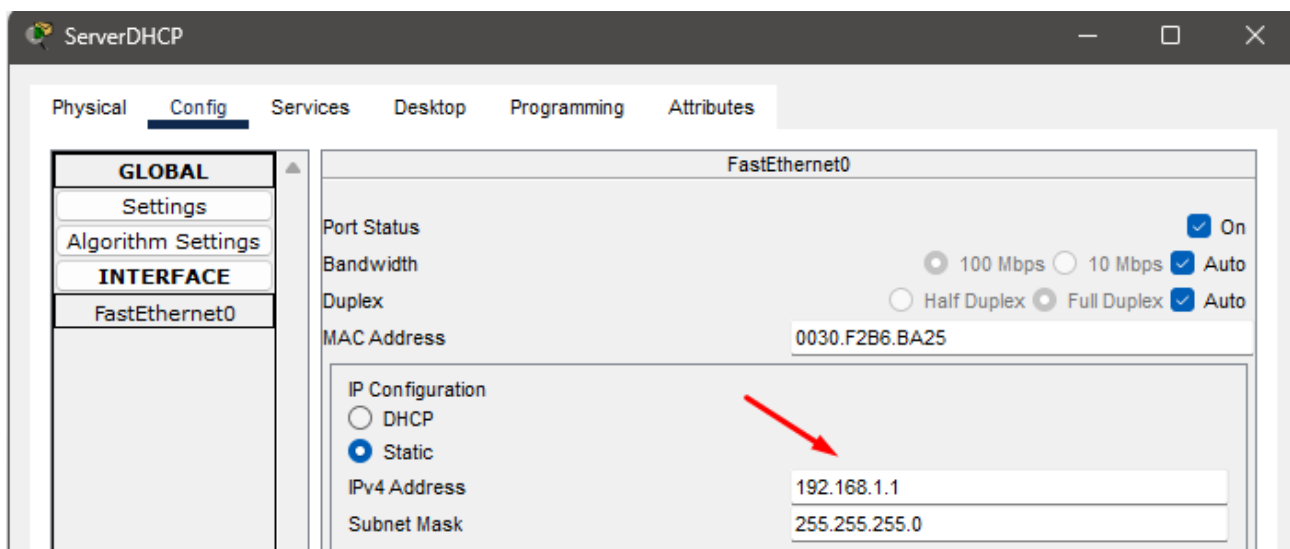 ServerDHCP
Physical Config Services Desktop Programming Attributes
GLOBAL
Settings
Algorithm Settings
INTERFACE
FastEthernet0
FastEthernet0
Port Status On
Bandwidth 100 Mbps 10 Mbps Auto
Duplex Half Duplex Full Duplex Auto
MAC Address 0030.F2B6.BA25
IP Configuration
DHCP
Static
IPv4 Address 192.168.1.1
Subnet Mask 255.255.255.0